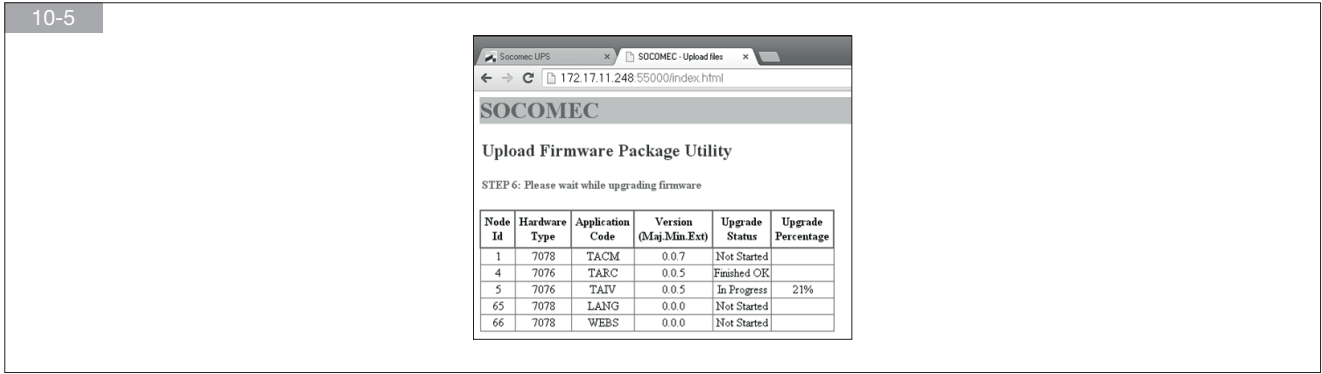 10-5
Socomec UPS × SOCOMEC - Upload files ×
172.17.11.248:55000/index.html
SOCOMEC
Upload Firmware Package Utility
STEP 6: Please wait while upgrading firmware
Node Id Hardware Type Application Code Version (Maj.Min.Ext) Upgrade Status Upgrade Percentage
1 7078 TACM 0.0.7 Not Started
4 7076 TARC 0.0.5 Finished OK
5 7076 TAIV 0.0.5 In Progress 21%
65 7078 LANG 0.0.0 Not Started
66 7078 WEBS 0.0.0 Not Started